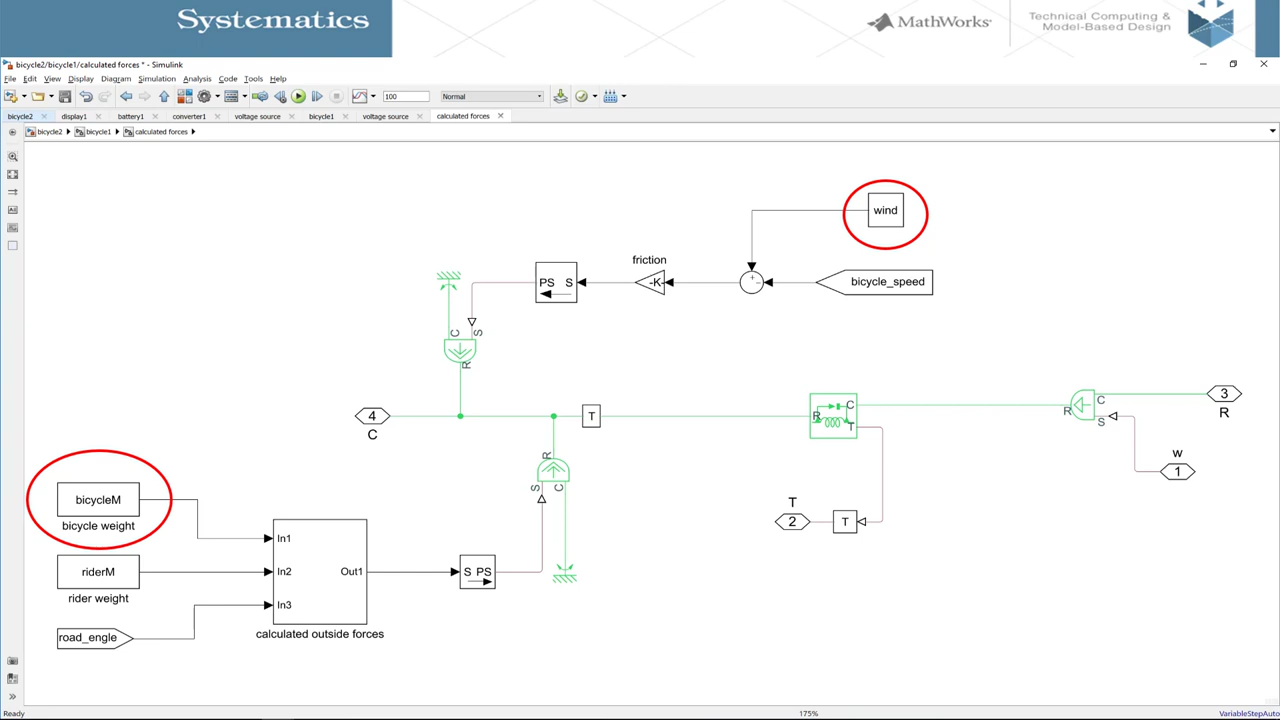 Systematics
MathWorks
Technical Computing &
Model-Based Design
bicycle2/bicycle1/calculated forces * - Simulink
File Edit View Display Diagram Simulation Analysis Code Tools Help
100 Normal
bicycle2 display1 battery1 converter1 voltage source bicycle1 voltage source calculated forces
bicycle2 bicycle1 calculated forces
wind
friction
PS S
-K-
+
-
bicycle_speed
C S
R
4
C
T
R C
T
C
R
S
3
R
w
1
R
S C
T
2
T
bicycleM
bicycle weight
In1
riderM
rider weight
In2
Out1
S PS
In3
road_engle
calculated outside forces
Ready 175% VariableStepAuto